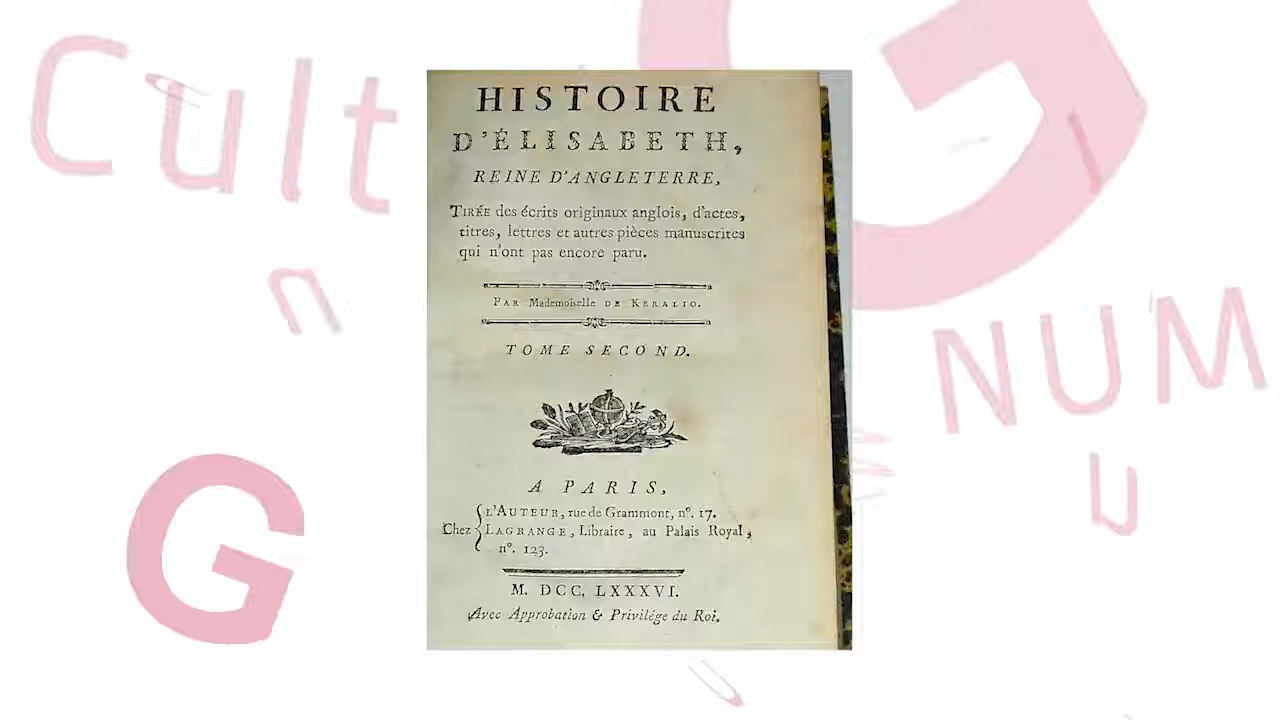 Cult
G
n
NUM
u
G
HISTOIRE
D'ÉLISABETH,
REINE D'ANGLETERRE,
TIRÉE des écrits originaux anglois, d'actes,
titres, lettres et autres pièces manuscrites
qui n'ont pas encore paru.
PAR Mademoiselle DE KERALIO.
TOME SECOND.
A PARIS,
Chez { L'AUTEUR, rue de Grammont, n°. 17.
LAGRANGE, Libraire, au Palais Royal,
n°. 123.
M. DCC. LXXXVI.
Avec Approbation & Privilége du Roi.